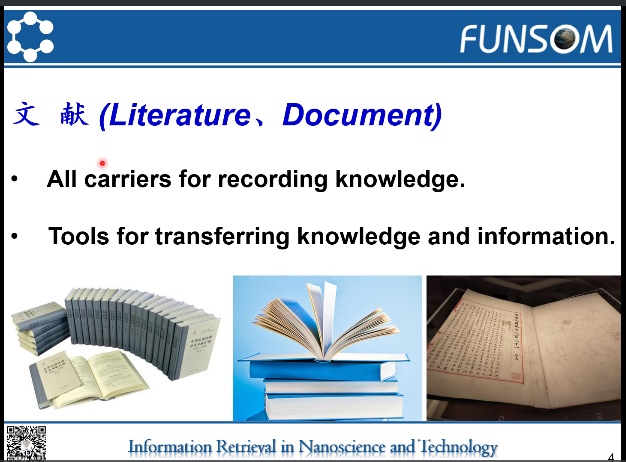 FUNSOM
文 献 (Literature、Document)
• All carriers for recording knowledge.
• Tools for transferring knowledge and information.
Information Retrieval in Nanoscience and Technology
4